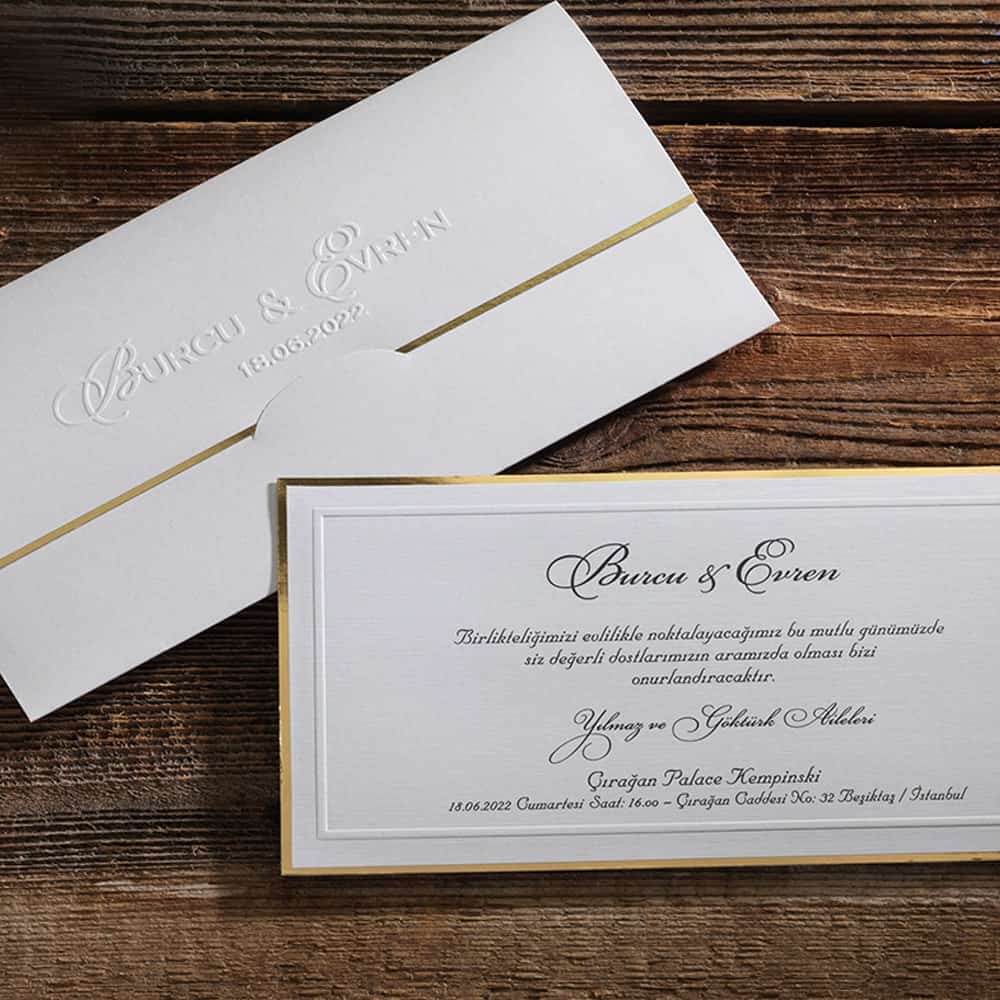 BURCU & EVREN
18.06.2022
Burcu & Evren
Birlikteliğimizi evlilikle noktalayacağımız bu mutlu günümüzde
siz değerli dostlarımızın aramızda olması bizi
onurlandıracaktır.
Yılmaz ve Göktürk Aileleri
Çırağan Palace Kempinski
18.06.2022 Cumartesi Saat: 16.00 – Çırağan Caddesi No: 32 Beşiktaş / İstanbul